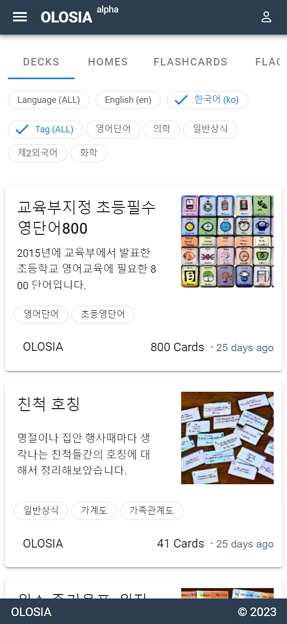 OLOSIA alpha
DECKS HOMES FLASHCARDS FLAG
Language (ALL) English (en) 한국어 (ko)
Tag (ALL) 영어단어 의학 일반상식
제2외국어 화학
교육부지정 초등필수
영단어800
2015년에 교육부에서 발표한
초등학교 영어교육에 필요한 8
00 단어입니다.
영어단어 초등영단어
OLOSIA 800 Cards · 25 days ago
친척 호칭
명절이나 집안 행사때마다 생
각나는 친척들간의 호칭에 대
해서 정리해보았습니다.
일반상식 가계도 가족관계도
OLOSIA 41 Cards · 25 days ago
OLOSIA © 2023